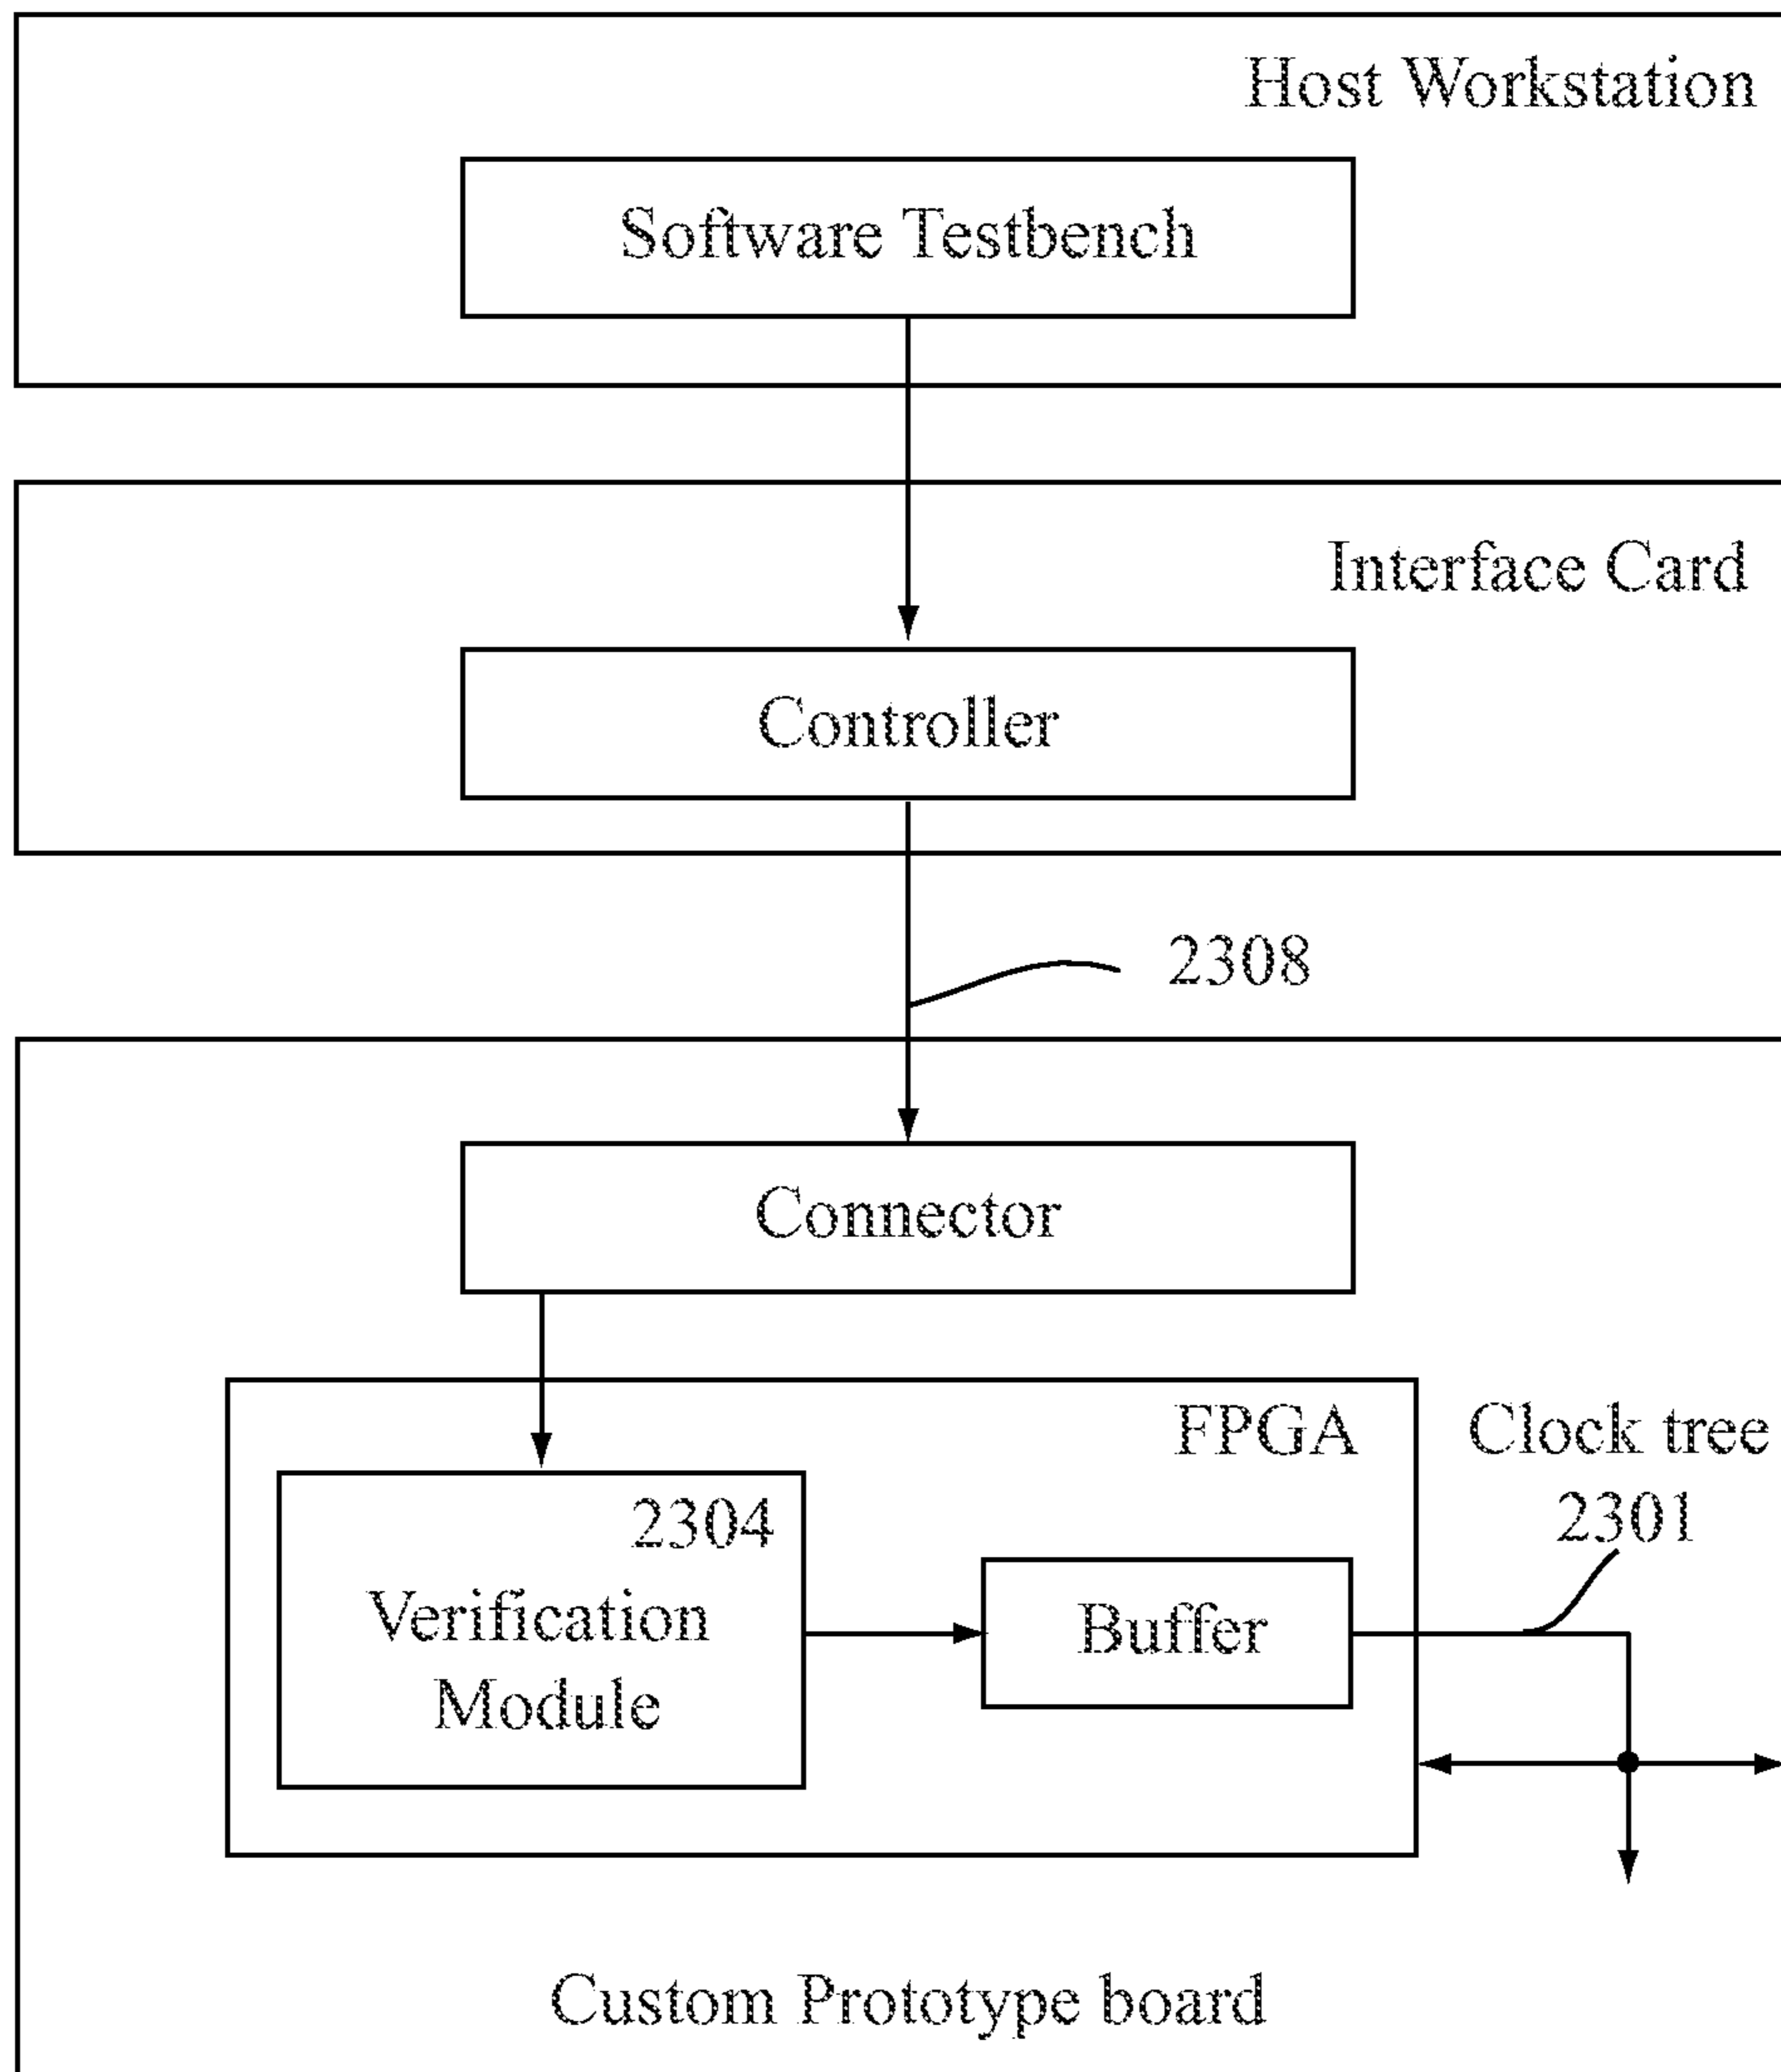 Host Workstation
Software Testbench
Interface Card
Controller
2308
Connector
FPGA
Clock tree
2301
2304
Verification
Module
Buffer
Custom Prototype board